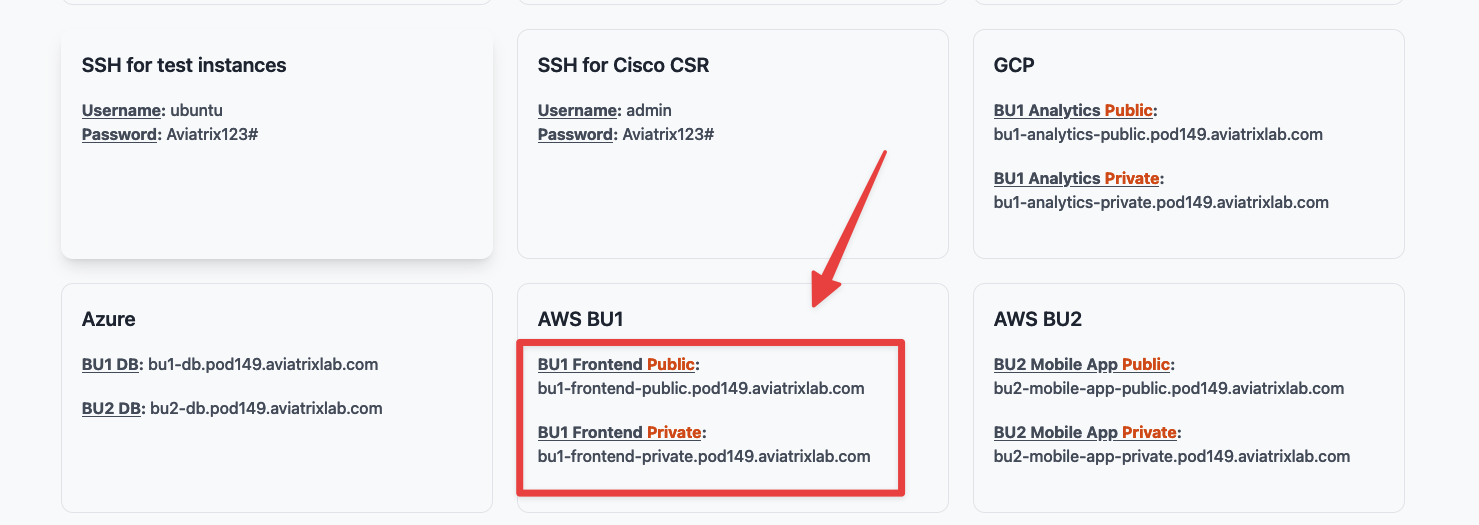 SSH for test instances
Username: ubuntu
Password: Aviatrix123#
SSH for Cisco CSR
Username: admin
Password: Aviatrix123#
GCP
BU1 Analytics Public:
bu1-analytics-public.pod149.aviatrixlab.com
BU1 Analytics Private:
bu1-analytics-private.pod149.aviatrixlab.com
Azure
BU1 DB: bu1-db.pod149.aviatrixlab.com
BU2 DB: bu2-db.pod149.aviatrixlab.com
AWS BU1
BU1 Frontend Public:
bu1-frontend-public.pod149.aviatrixlab.com
BU1 Frontend Private:
bu1-frontend-private.pod149.aviatrixlab.com
AWS BU2
BU2 Mobile App Public:
bu2-mobile-app-public.pod149.aviatrixlab.com
BU2 Mobile App Private:
bu2-mobile-app-private.pod149.aviatrixlab.com